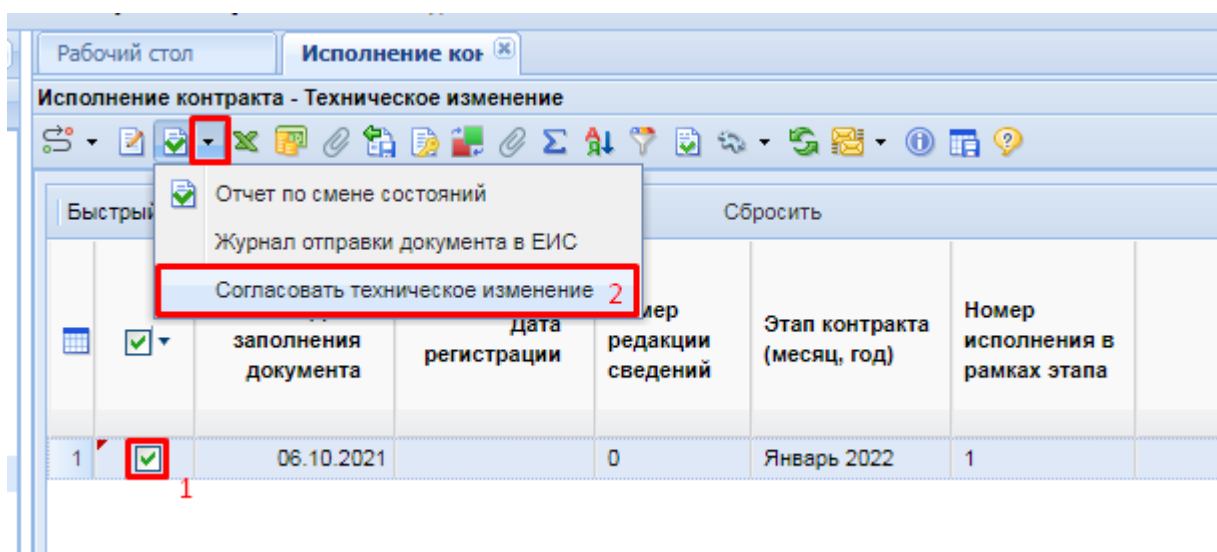 Рабочий стол
Исполнение кон
Исполнение контракта - Техническое изменение
Отчет по смене состояний
Быстрый
Сбросить
Журнал отправки документа в ЕИС
Согласовать техническое изменение 2
заполнения документа
Дата регистрации
редакции сведений
Этап контракта (месяц, год)
Номер исполнения в рамках этапа
1 06.10.2021 0 Январь 2022 1
1